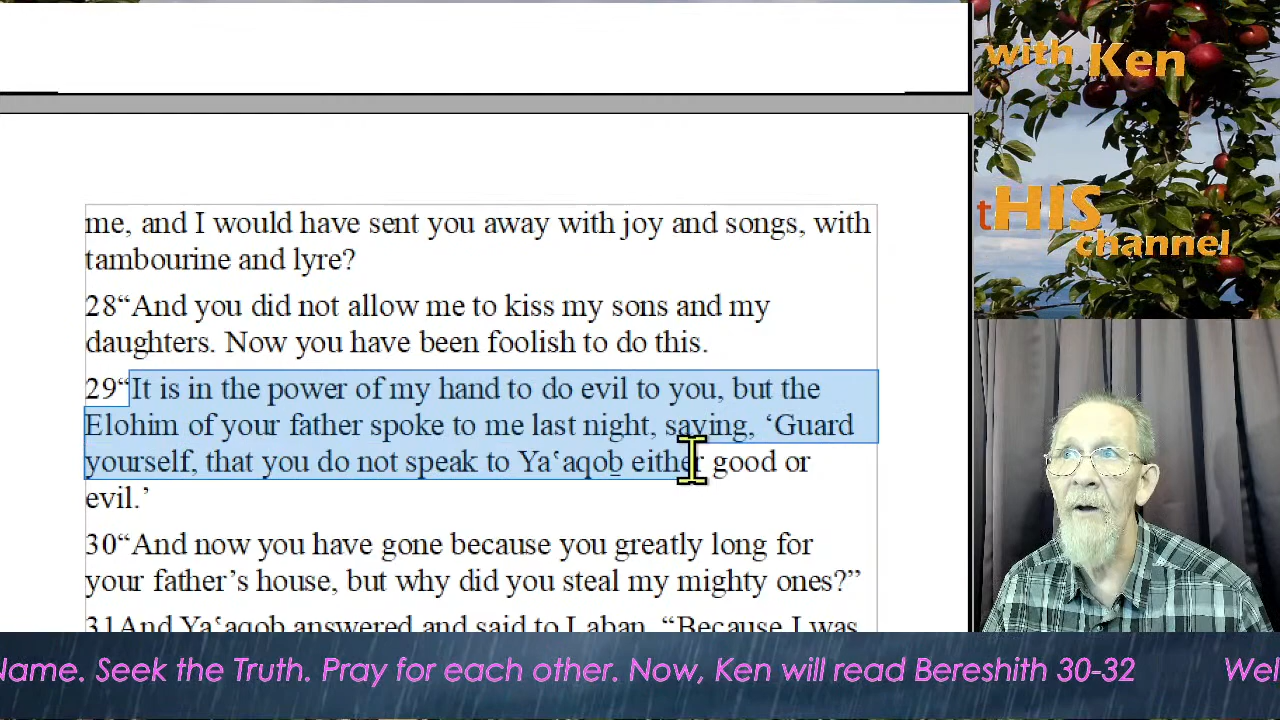 me, and I would have sent you away with joy and songs, with
tambourine and lyre?
28“And you did not allow me to kiss my sons and my
daughters. Now you have been foolish to do this.
29“It is in the power of my hand to do evil to you, but the
Elohim of your father spoke to me last night, saying, ‘Guard
yourself, that you do not speak to Yaʽaqoḇ either good or
evil.’
30“And now you have gone because you greatly long for
your father’s house, but why did you steal my mighty ones?”
31And Yaʽaqoḇ answered and said to Laban, “Because I was
with Ken
tHIS
channel
Name. Seek the Truth. Pray for each other. Now, Ken will read Bereshith 30-32 Wel